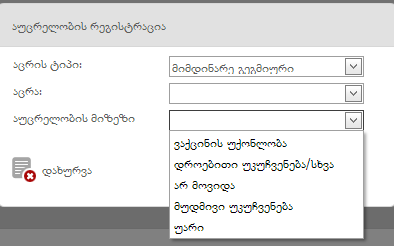 აუცრელობის რეგისტრაცია
აცრის ტიპი: მიმდინარე გეგმიური
აცრა:
აუცრელობის მიზეზი
ვაქცინის უქონლობა
დროებითი უკუჩვენება/სხვა
არ მოვიდა
მუდმივი უკუჩვენება
უარი
დახურვა